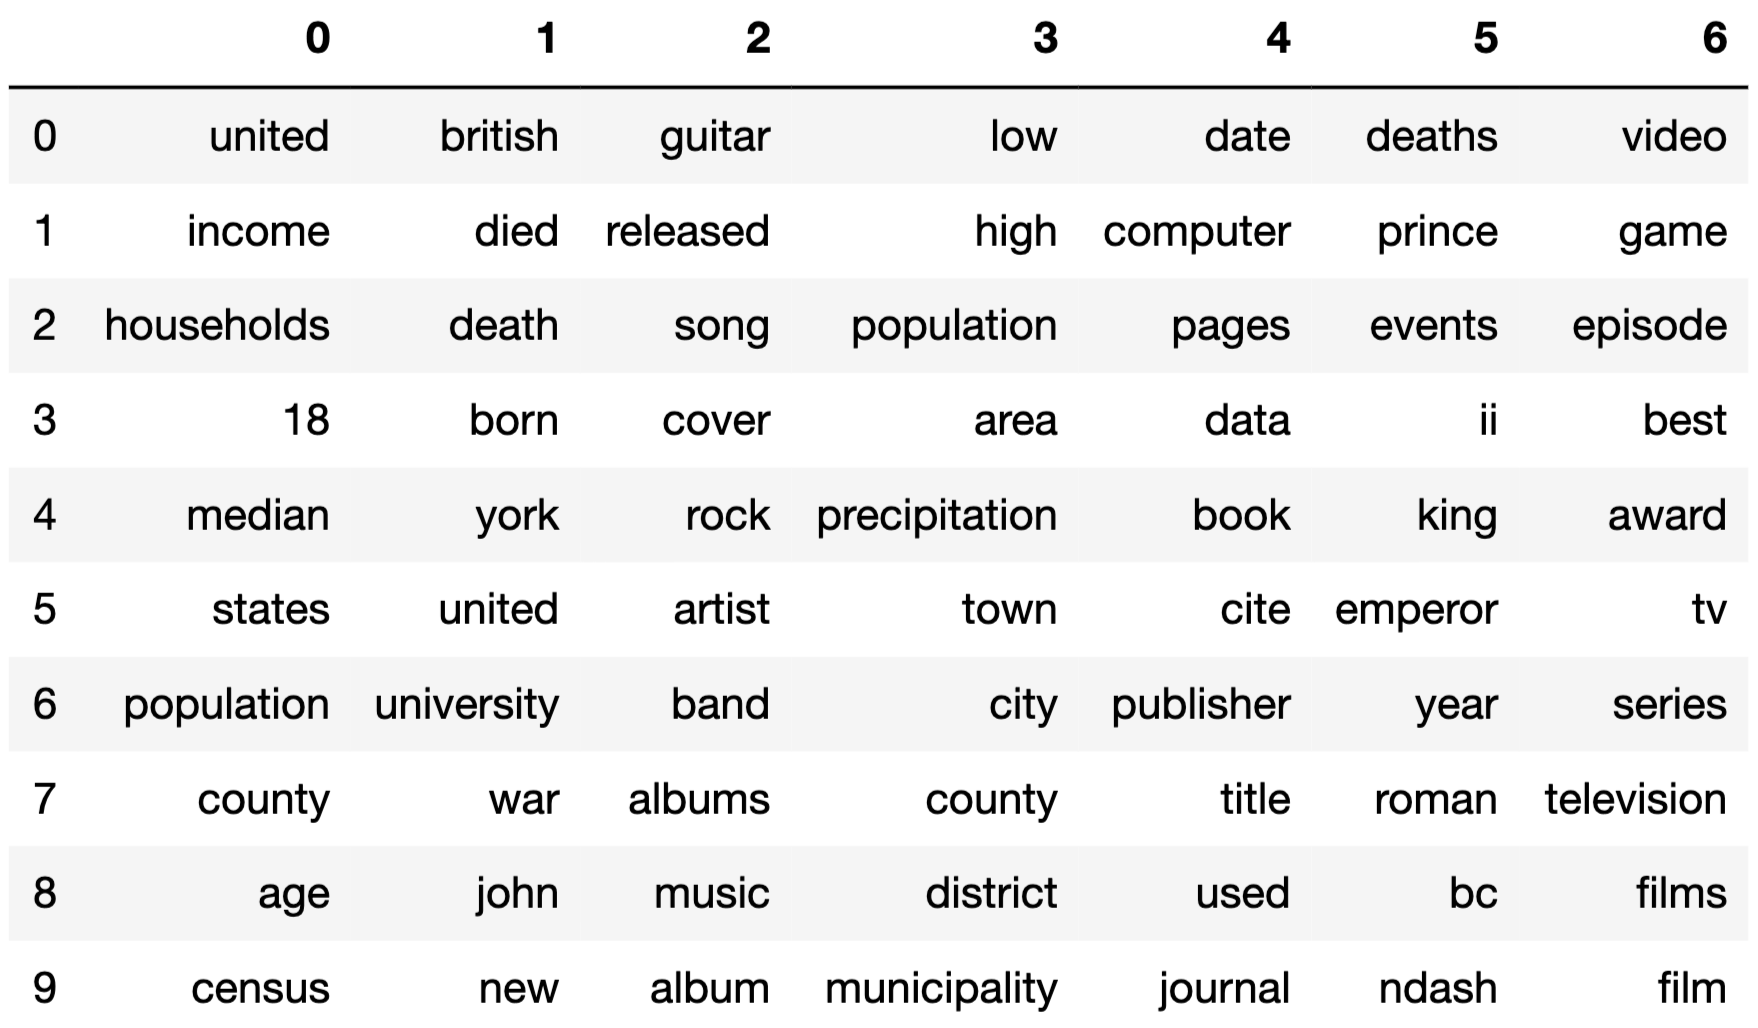 0 1 2 3 4 5 6
0 united british guitar low date deaths video
1 income died released high computer prince game
2 households death song population pages events episode
3 18 born cover area data ii best
4 median york rock precipitation book king award
5 states united artist town cite emperor tv
6 population university band city publisher year series
7 county war albums county title roman television
8 age john music district used bc films
9 census new album municipality journal ndash film